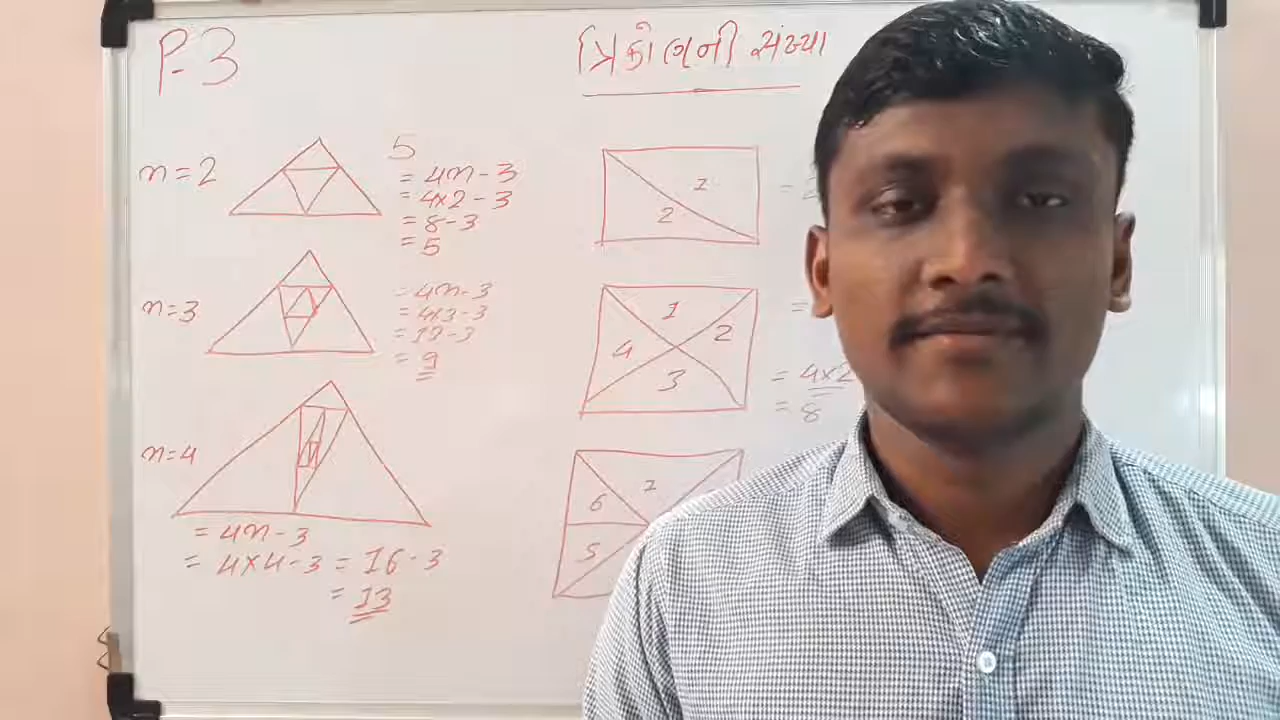 P-3
ત્રિકોણની સંખ્યા
n=2
5
= 4n-3
= 4×2-3
= 8-3
= 5
n=3
= 4n-3
= 4×3-3
= 12-3
= 9
n=4
= 4n-3
= 4×4-3 = 16-3
= 13
1
2
1
2
4
3
= 4×2
= 8
1
6
5